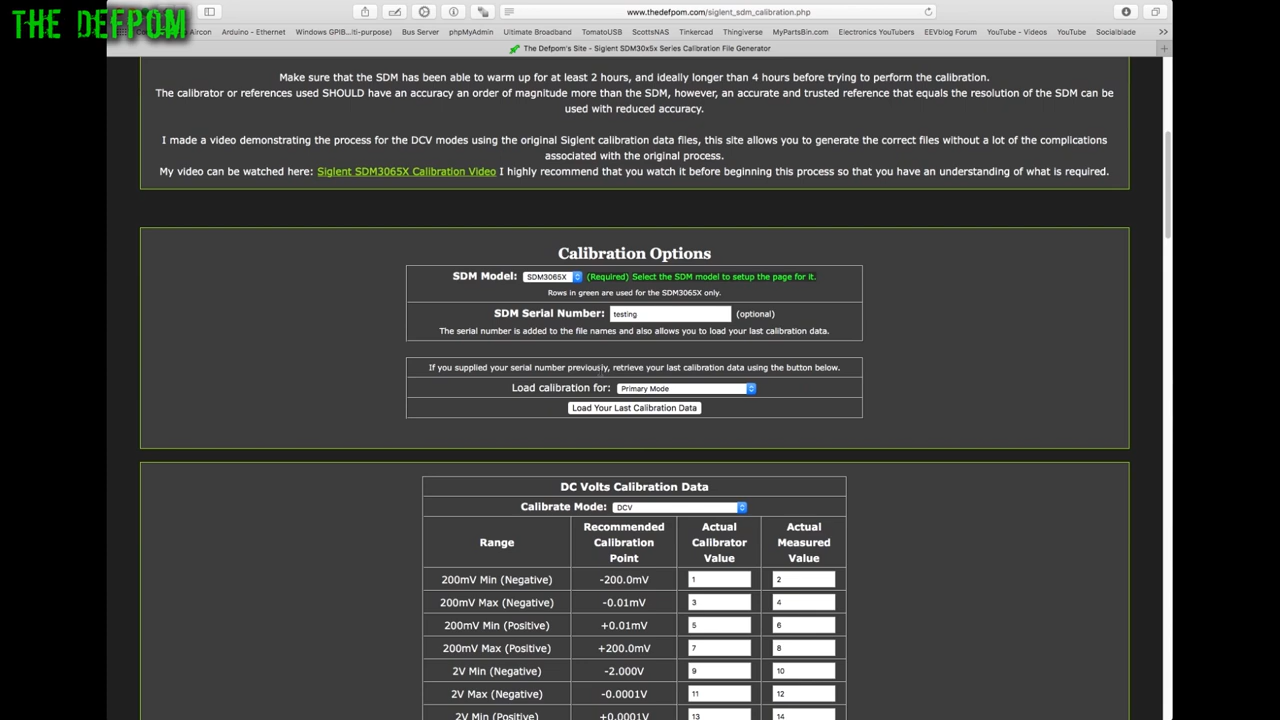 THE DEFPOM
www.thedefpom.com/siglent_sdm_calibration.php
Aircon Arduino - Ethernet Windows GPIB...ti-purpose) Bus Server phpMyAdmin Ultimate Broadband TomatoUSB ScottsNAS Tinkercad Thingiverse MyPartsBin.com Electronics YouTubers EEVblog Forum YouTube - Videos YouTube Socialblade
The Defpom's Site - Siglent SDM30x5x Series Calibration File Generator
Make sure that the SDM has been able to warm up for at least 2 hours, and ideally longer than 4 hours before trying to perform the calibration.
The calibrator or references used SHOULD have an accuracy an order of magnitude more than the SDM, however, an accurate and trusted reference that equals the resolution of the SDM can be
used with reduced accuracy.
I made a video demonstrating the process for the DCV modes using the original Siglent calibration data files, this site allows you to generate the correct files without a lot of the complications
associated with the original process.
My video can be watched here: Siglent SDM3065X Calibration Video I highly recommend that you watch it before beginning this process so that you have an understanding of what is required.
Calibration Options
SDM Model: SDM3065X (Required) Select the SDM model to setup the page for it.
Rows in green are used for the SDM3065X only.
SDM Serial Number: testing (optional)
The serial number is added to the file names and also allows you to load your last calibration data.
If you supplied your serial number previously, retrieve your last calibration data using the button below.
Load calibration for: Primary Mode
Load Your Last Calibration Data
DC Volts Calibration Data
Calibrate Mode: DCV
Range Recommended Calibration Point Actual Calibrator Value Actual Measured Value
200mV Min (Negative) -200.0mV 1 2
200mV Max (Negative) -0.01mV 3 4
200mV Min (Positive) +0.01mV 5 6
200mV Max (Positive) +200.0mV 7 8
2V Min (Negative) -2.000V 9 10
2V Max (Negative) -0.0001V 11 12
2V Min (Positive) +0.0001V 13 14